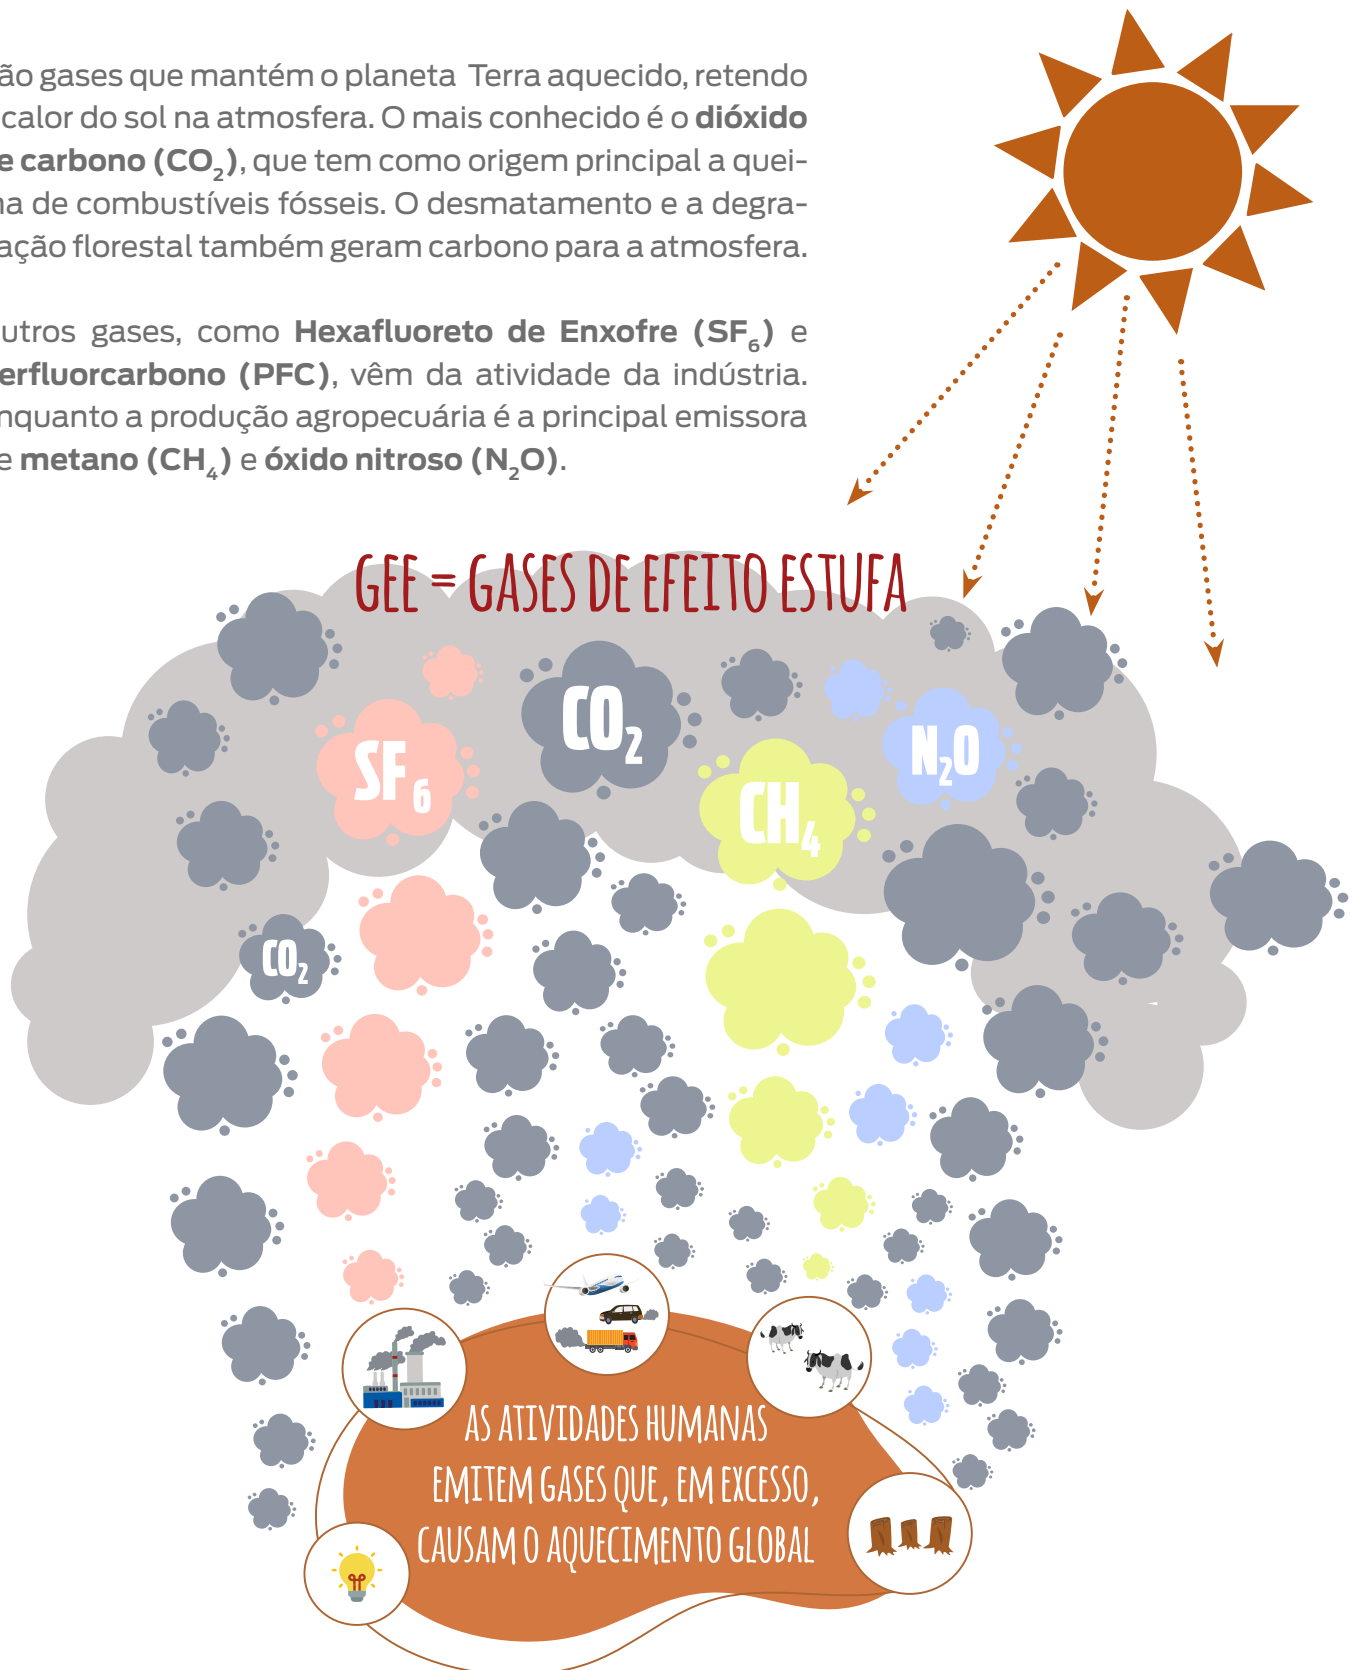 ão gases que mantém o planeta Terra aquecido, retendo
calor do sol na atmosfera. O mais conhecido é o dióxido
e carbono (CO₂), que tem como origem principal a quei-
a de combustíveis fósseis. O desmatamento e a degra-
ação florestal também geram carbono para a atmosfera.
utros gases, como Hexafluoreto de Enxofre (SF₆) e
erfluorcarbono (PFC), vêm da atividade da indústria.
nquanto a produção agropecuária é a principal emissora
e metano (CH₄) e óxido nitroso (N₂O).
GEE = GASES DE EFEITO ESTUFA
CO₂
N₂O
SF₆
CH₄
CO₂
AS ATIVIDADES HUMANAS
EMITEM GASES QUE, EM EXCESSO,
CAUSAM O AQUECIMENTO GLOBAL